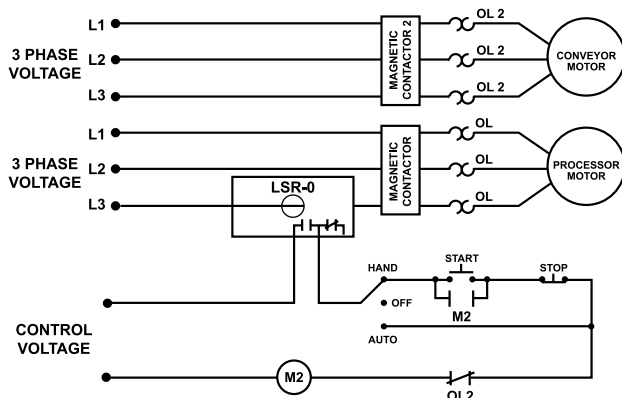 L1
OL 2
3 PHASE
VOLTAGE
L2
MAGNETIC
CONTACTOR 2
OL 2
CONVEYOR
MOTOR
L3
OL 2
L1
OL
3 PHASE
VOLTAGE
L2
MAGNETIC
CONTACTOR
OL
PROCESSOR
MOTOR
L3
LSR-0
OL
HAND
START
STOP
OFF
M2
AUTO
CONTROL
VOLTAGE
M2
OL2